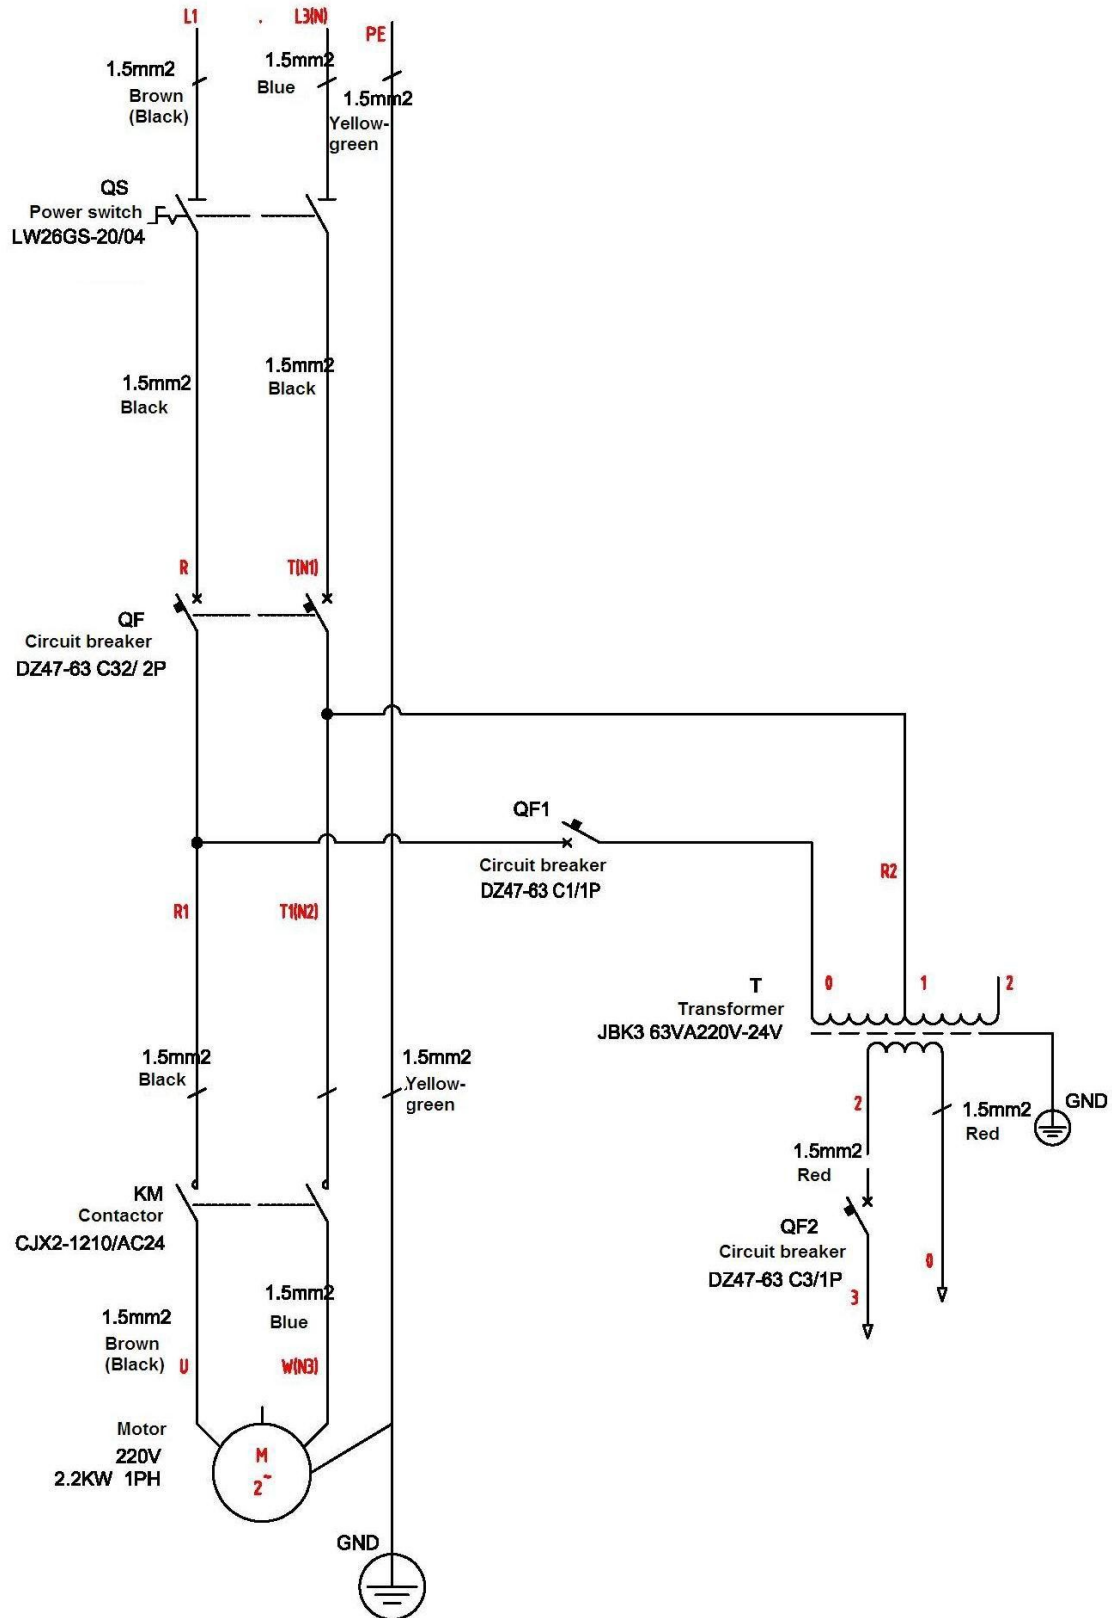 L1
L3(N)
PE
1.5mm2
Brown
(Black)
1.5mm2
Blue
1.5mm2
Yellow-
green
QS
Power switch
LW26GS-20/04
1.5mm2
Black
1.5mm2
Black
R
T(N1)
QF
Circuit breaker
DZ47-63 C32/ 2P
QF1
Circuit breaker
DZ47-63 C1/1P
R2
R1
T1(N2)
T
Transformer
JBK3 63VA220V-24V
0
1
2
1.5mm2
Black
1.5mm2
Yellow-
green
2
1.5mm2
Red
1.5mm2
Red
GND
KM
Contactor
CJX2-1210/AC24
QF2
Circuit breaker
DZ47-63 C3/1P
0
3
1.5mm2
Brown
(Black)
U
1.5mm2
Blue
W(N3)
Motor
220V
2.2KW 1PH
M
2~
GND